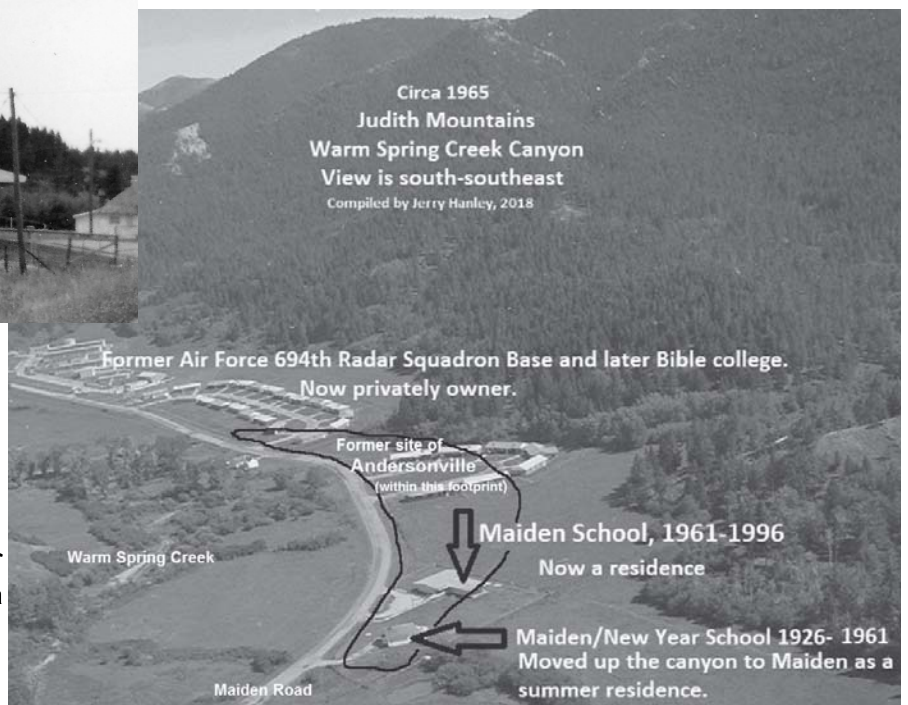 Circa 1965
Judith Mountains
Warm Spring Creek Canyon
View is south-southeast
Compiled by Jerry Hanley, 2018
Former Air Force 694th Radar Squadron Base and later Bible college.
Now privately owner.
Former site of
Andersonville
(within this footprint)
Maiden School, 1961-1996
Now a residence
Warm Spring Creek
Maiden/New Year School 1926- 1961
Moved up the canyon to Maiden as a
summer residence.
Maiden Road